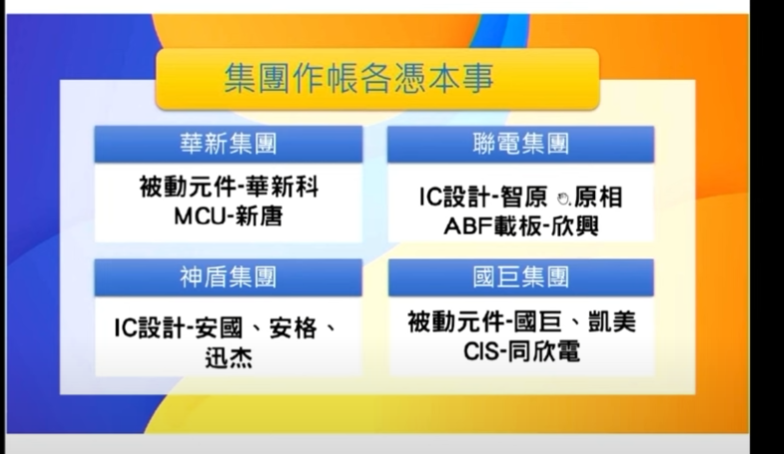 集團作帳各憑本事
華新集團
被動元件-華新科
MCU-新唐
聯電集團
IC設計-智原、原相
ABF載板-欣興
神盾集團
IC設計-安國、安格、
迅杰
國巨集團
被動元件-國巨、凱美
CIS-同欣電